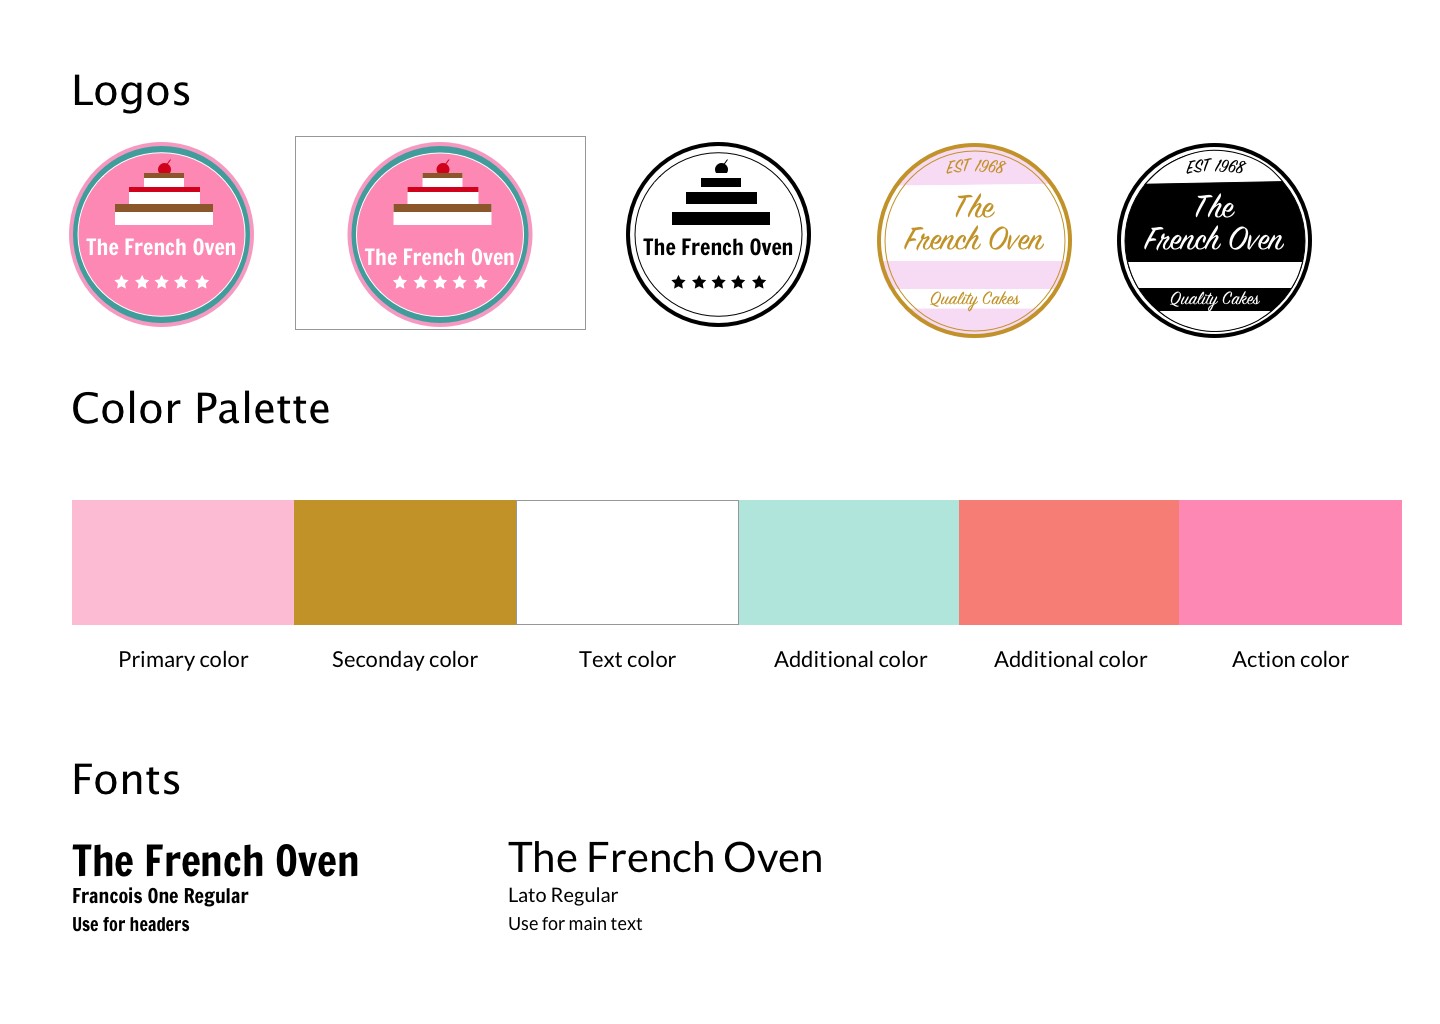 Logos
The French Oven
The French Oven
The French Oven
EST 1968
The
French Oven
Quality Cakes
EST 1968
The
French Oven
Quality Cakes
Color Palette
Primary color
Seconday color
Text color
Additional color
Additional color
Action color
Fonts
The French Oven
Francois One Regular
Use for headers
The French Oven
Lato Regular
Use for main text